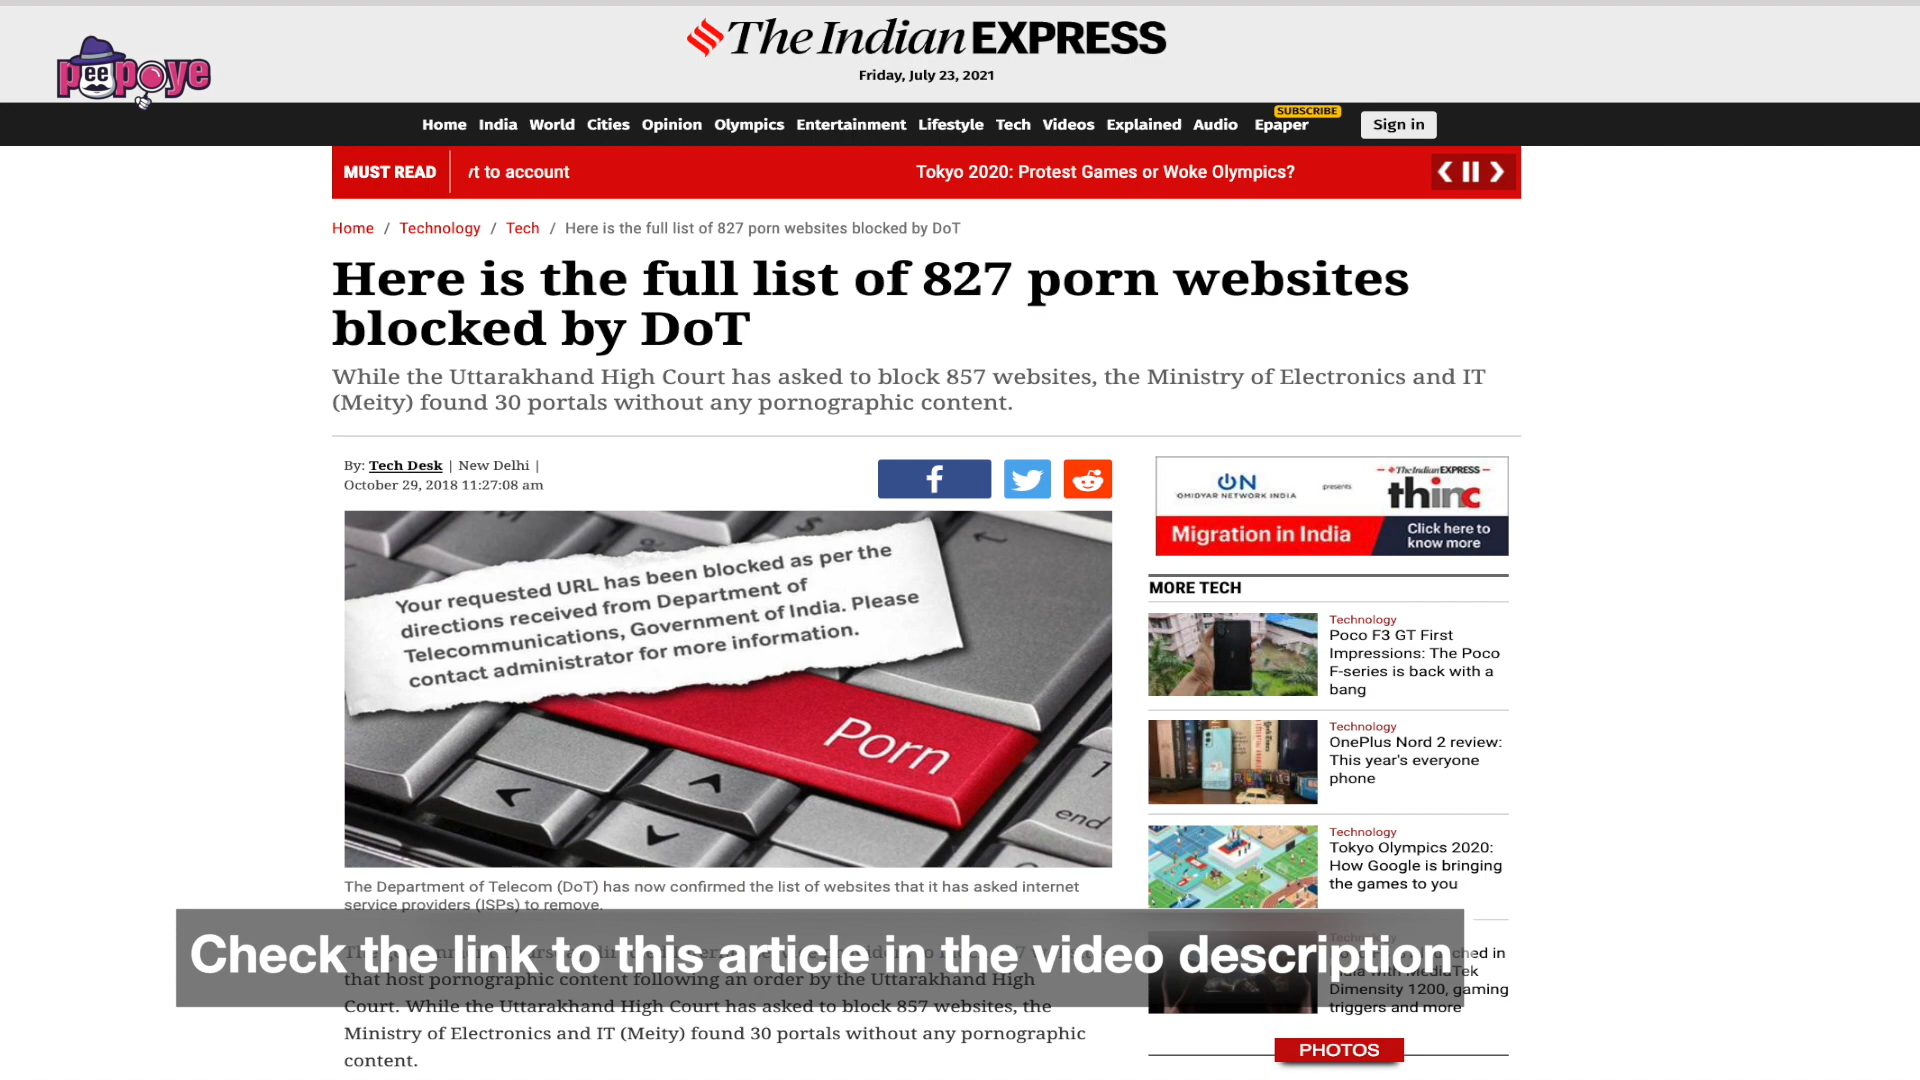 The Indian EXPRESS
Friday, July 23, 2021
peepoye
Home India World Cities Opinion Olympics Entertainment Lifestyle Tech Videos Explained Audio Epaper SUBSCRIBE Sign in
MUST READ
t to account
Tokyo 2020: Protest Games or Woke Olympics?
Home / Technology / Tech / Here is the full list of 827 porn websites blocked by DoT
Here is the full list of 827 porn websites
blocked by DoT
While the Uttarakhand High Court has asked to block 857 websites, the Ministry of Electronics and IT
(Meity) found 30 portals without any pornographic content.
By: Tech Desk | New Delhi |
October 29, 2018 11:27:08 am
Your requested URL has been blocked as per the
directions received from Department of
Telecommunications, Government of India. Please
contact administrator for more information.
Porn
end
The Department of Telecom (DoT) has now confirmed the list of websites that it has asked internet
service providers (ISPs) to remove.
Check the link to this article in the video description
that host pornographic content following an order by the Uttarakhand High
Court. While the Uttarakhand High Court has asked to block 857 websites, the
Ministry of Electronics and IT (Meity) found 30 portals without any pornographic
content.
ON
OMIDYAR NETWORK INDIA
presents
The Indian EXPRESS
thinc
Migration in India
Click here to
know more
MORE TECH
Technology
Poco F3 GT First
Impressions: The Poco
F-series is back with a
bang
Technology
OnePlus Nord 2 review:
This year's everyone
phone
Technology
Tokyo Olympics 2020:
How Google is bringing
the games to you
Technology
ched in
India with MediaTek
Dimensity 1200, gaming
triggers and more
PHOTOS